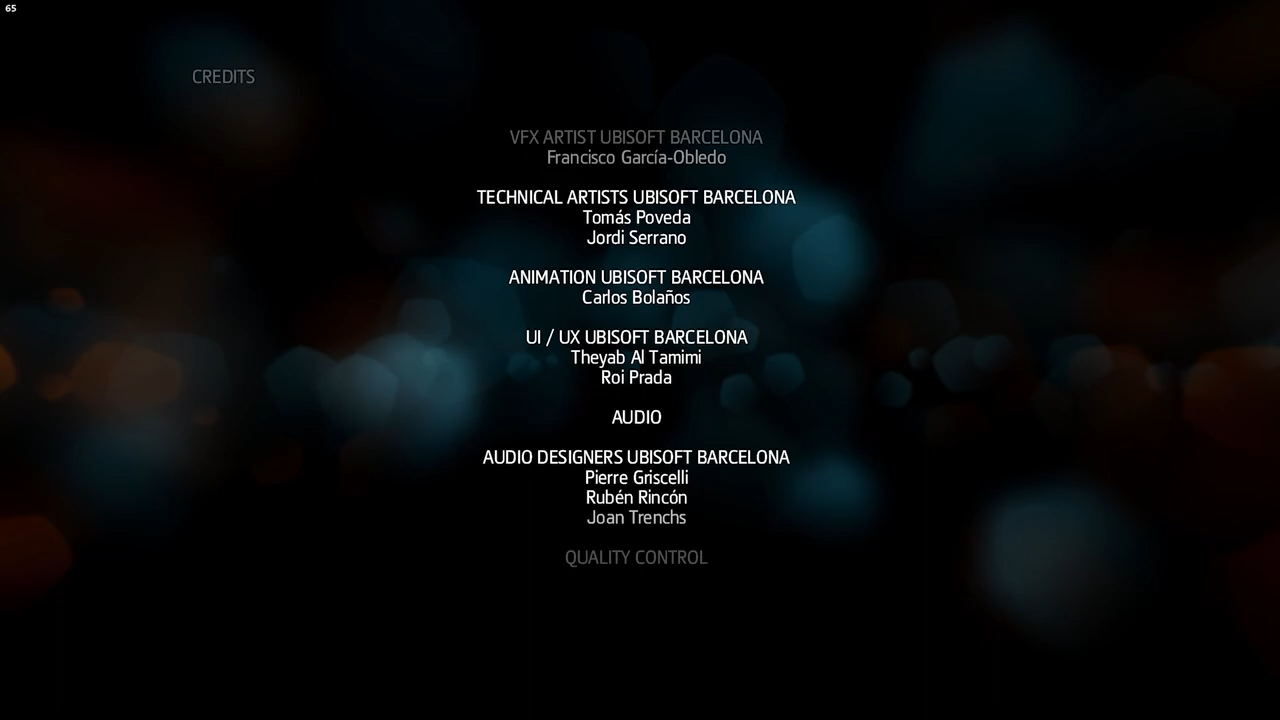 65
CREDITS
VFX ARTIST UBISOFT BARCELONA
Francisco García-Obledo
TECHNICAL ARTISTS UBISOFT BARCELONA
Tomás Poveda
Jordi Serrano
ANIMATION UBISOFT BARCELONA
Carlos Bolaños
UI / UX UBISOFT BARCELONA
Theyab Al Tamimi
Roi Prada
AUDIO
AUDIO DESIGNERS UBISOFT BARCELONA
Pierre Griscelli
Rubén Rincón
Joan Trenchs
QUALITY CONTROL